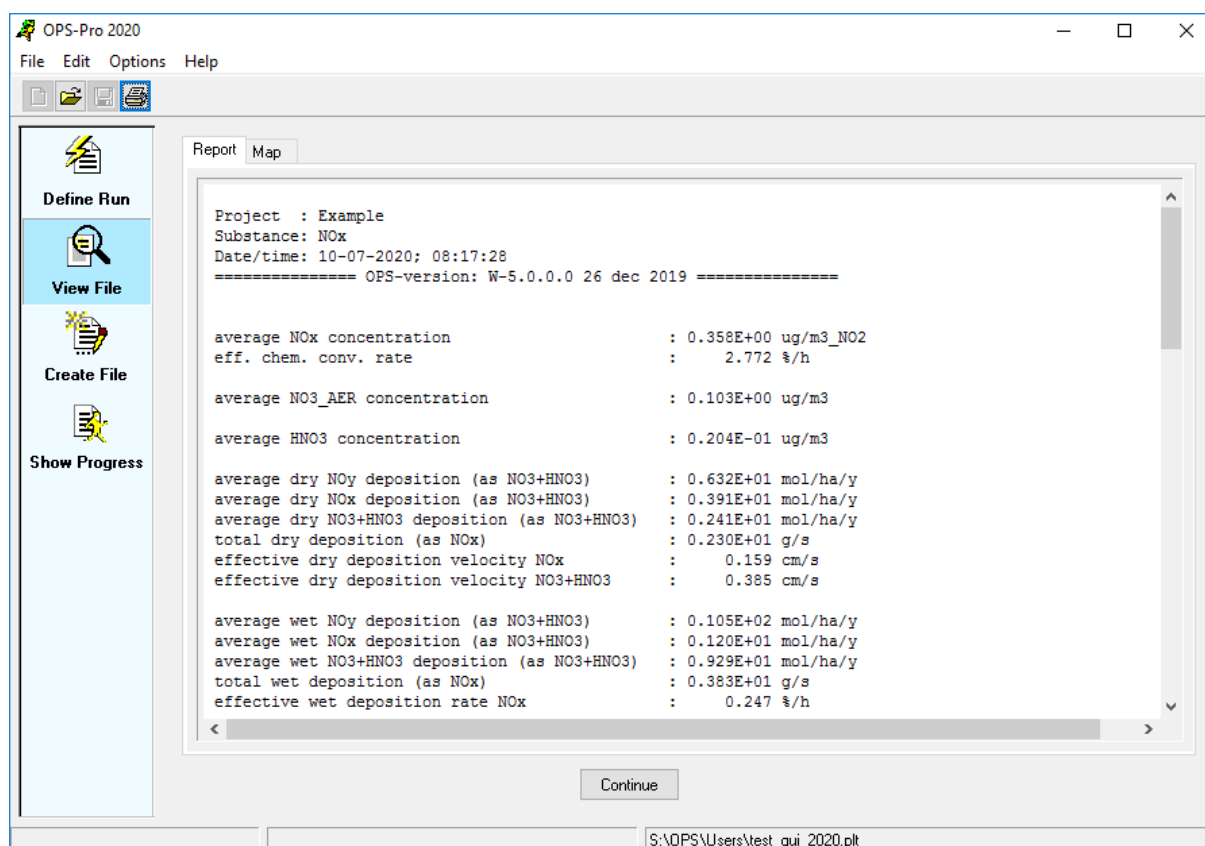 OPS-Pro 2020
File Edit Options Help
Define Run
View File
Create File
Show Progress
Report Map
Project : Example
Substance: NOx
Date/time: 10-07-2020; 08:17:28
=============== OPS-version: W-5.0.0.0 26 dec 2019 ===============
average NOx concentration : 0.358E+00 ug/m3_NO2
eff. chem. conv. rate : 2.772 %/h
average NO3_AER concentration : 0.103E+00 ug/m3
average HNO3 concentration : 0.204E-01 ug/m3
average dry NOy deposition (as NO3+HNO3) : 0.632E+01 mol/ha/y
average dry NOx deposition (as NO3+HNO3) : 0.391E+01 mol/ha/y
average dry NO3+HNO3 deposition (as NO3+HNO3) : 0.241E+01 mol/ha/y
total dry deposition (as NOx) : 0.230E+01 g/s
effective dry deposition velocity NOx : 0.159 cm/s
effective dry deposition velocity NO3+HNO3 : 0.385 cm/s
average wet NOy deposition (as NO3+HNO3) : 0.105E+02 mol/ha/y
average wet NOx deposition (as NO3+HNO3) : 0.120E+01 mol/ha/y
average wet NO3+HNO3 deposition (as NO3+HNO3) : 0.929E+01 mol/ha/y
total wet deposition (as NOx) : 0.383E+01 g/s
effective wet deposition rate NOx : 0.247 %/h
Continue
S:\OPS\Users\test_gui_2020.plt